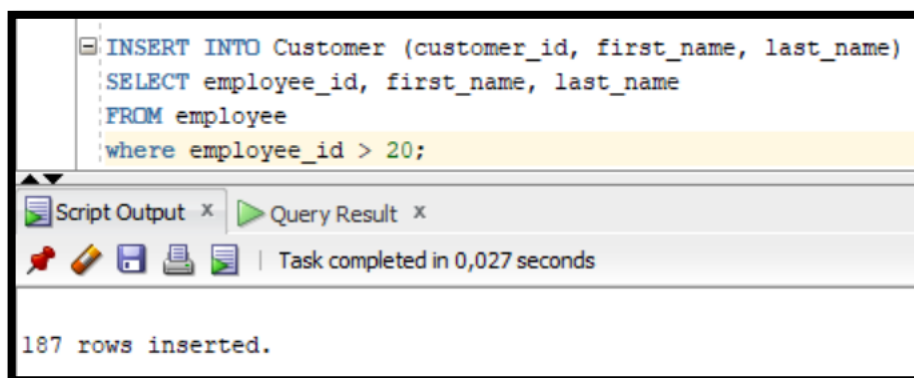 INSERT INTO Customer (customer_id, first_name, last_name)
SELECT employee_id, first_name, last_name
FROM employee
where employee_id > 20;
Script Output x Query Result x
Task completed in 0,027 seconds
187 rows inserted.